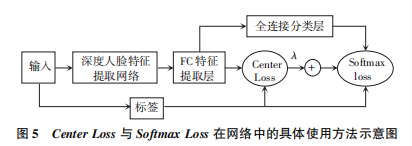 全连接分类层
输入
深度人脸特征
提取网络
FC 特征
提取层
Center
Loss
λ
+
Softmax
loss
标签
图 5 Center Loss 与 Softmax Loss 在网络中的具体使用方法示意图